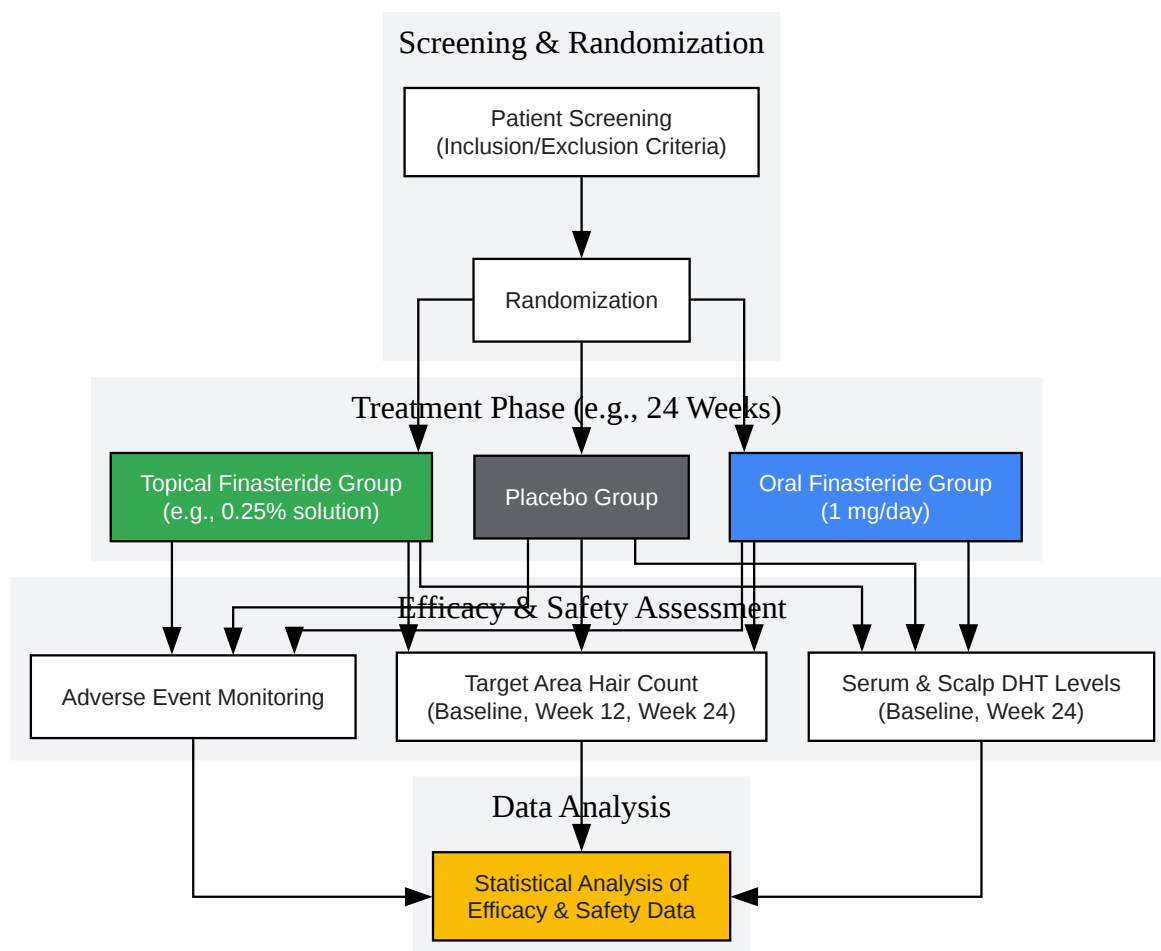 Screening & Randomization
Patient Screening
(Inclusion/Exclusion Criteria)
Randomization
Treatment Phase (e.g., 24 Weeks)
Topical Finasteride Group
(e.g., 0.25% solution)
Placebo Group
Oral Finasteride Group
(1 mg/day)
Efficacy & Safety Assessment
Adverse Event Monitoring
Target Area Hair Count
(Baseline, Week 12, Week 24)
Serum & Scalp DHT Levels
(Baseline, Week 24)
Data Analysis
Statistical Analysis of
Efficacy & Safety Data